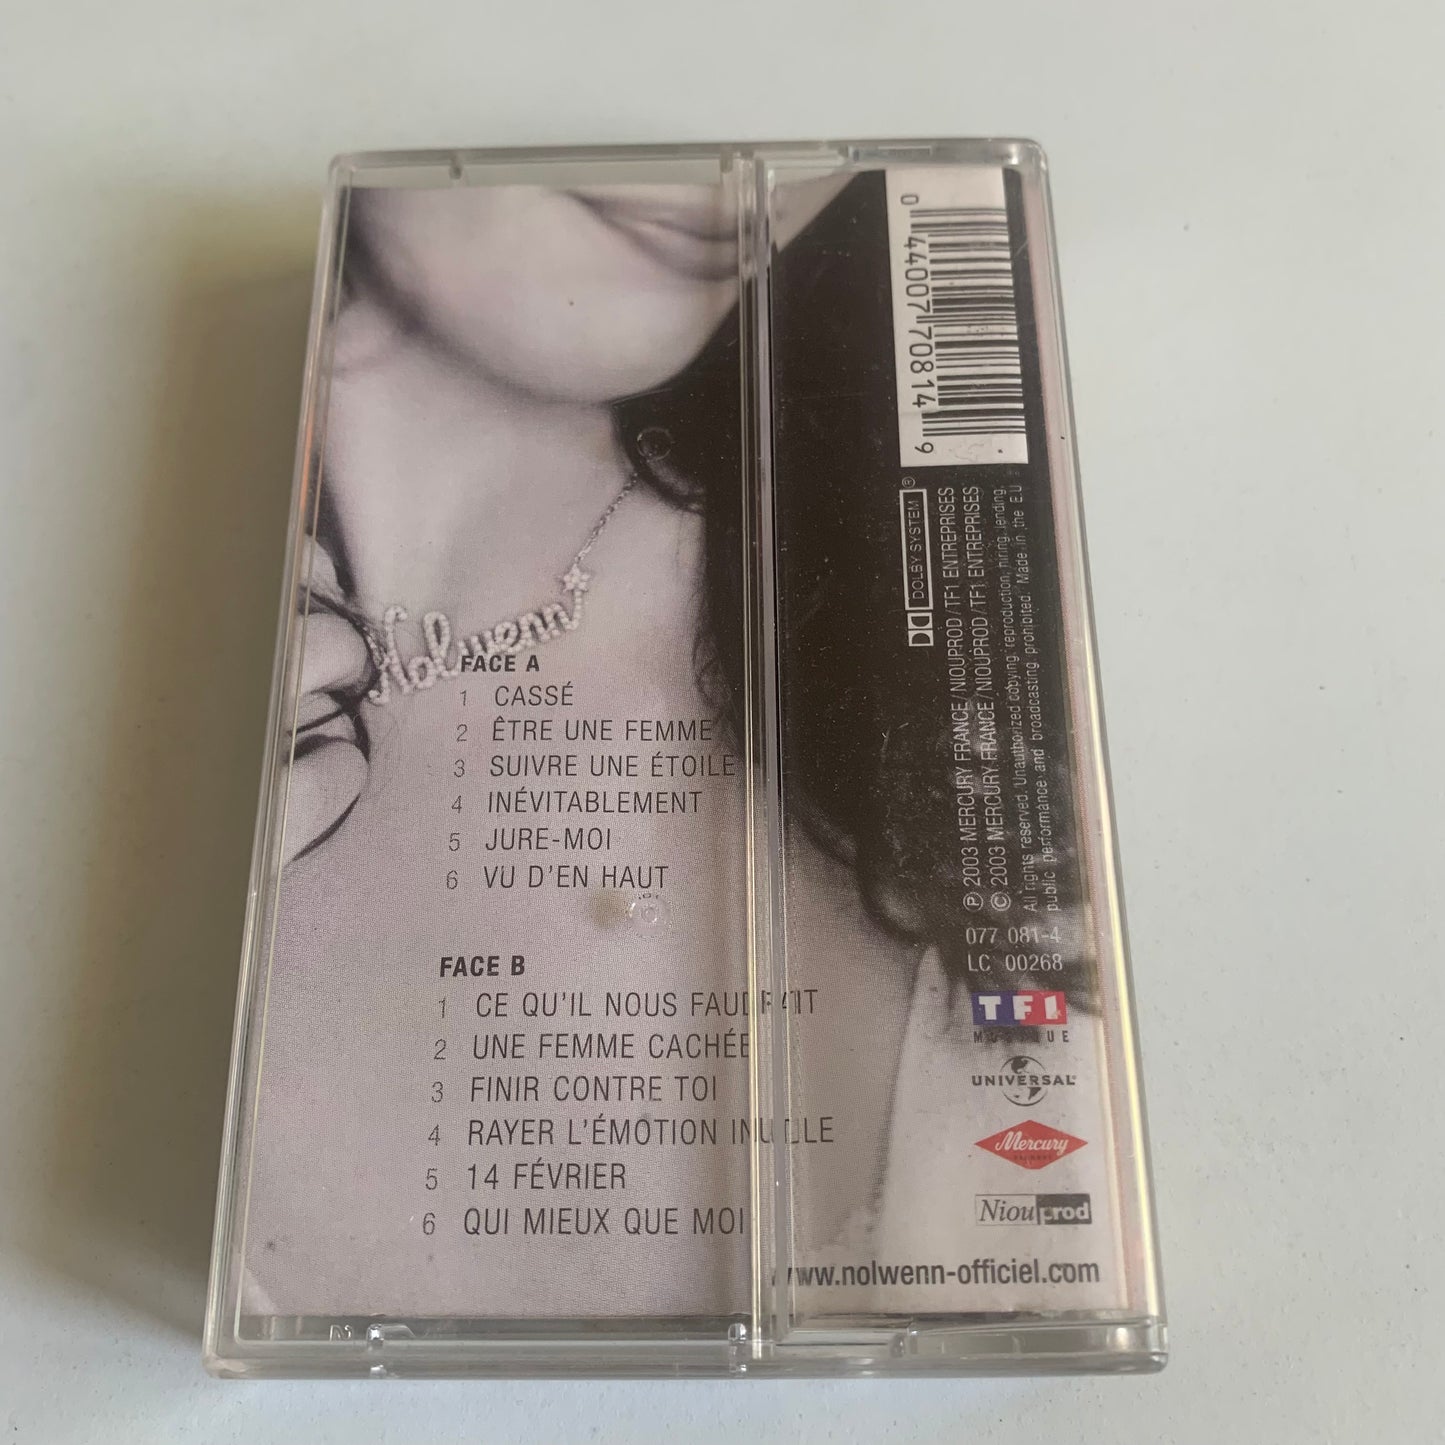 Nolwenn
FACE A
1 CASSÉ
2 ÊTRE UNE FEMME
3 SUIVRE UNE ÉTOILE
4 INÉVITABLEMENT
5 JURE-MOI
6 VU D'EN HAUT
FACE B
1 CE QU'IL NOUS FAUDRAIT
2 UNE FEMME CACHÉE
3 FINIR CONTRE TOI
4 RAYER L'ÉMOTION INUTILE
5 14 FÉVRIER
6 QUI MIEUX QUE MOI
0 44007 70814 9
DOLBY SYSTEM®
℗ 2003 MERCURY FRANCE/NIOUPROD/TF1 ENTREPRISES
© 2003 MERCURY FRANCE/NIOUPROD/TF1 ENTREPRISES
All rights reserved. Unauthorized copying, reproduction, hiring, lending,
public performance and broadcasting prohibited. Made in the E.U
077 081-4
LC 00268
TF1
MUSIQUE
UNIVERSAL
Mercury
Niouprod
www.nolwenn-officiel.com